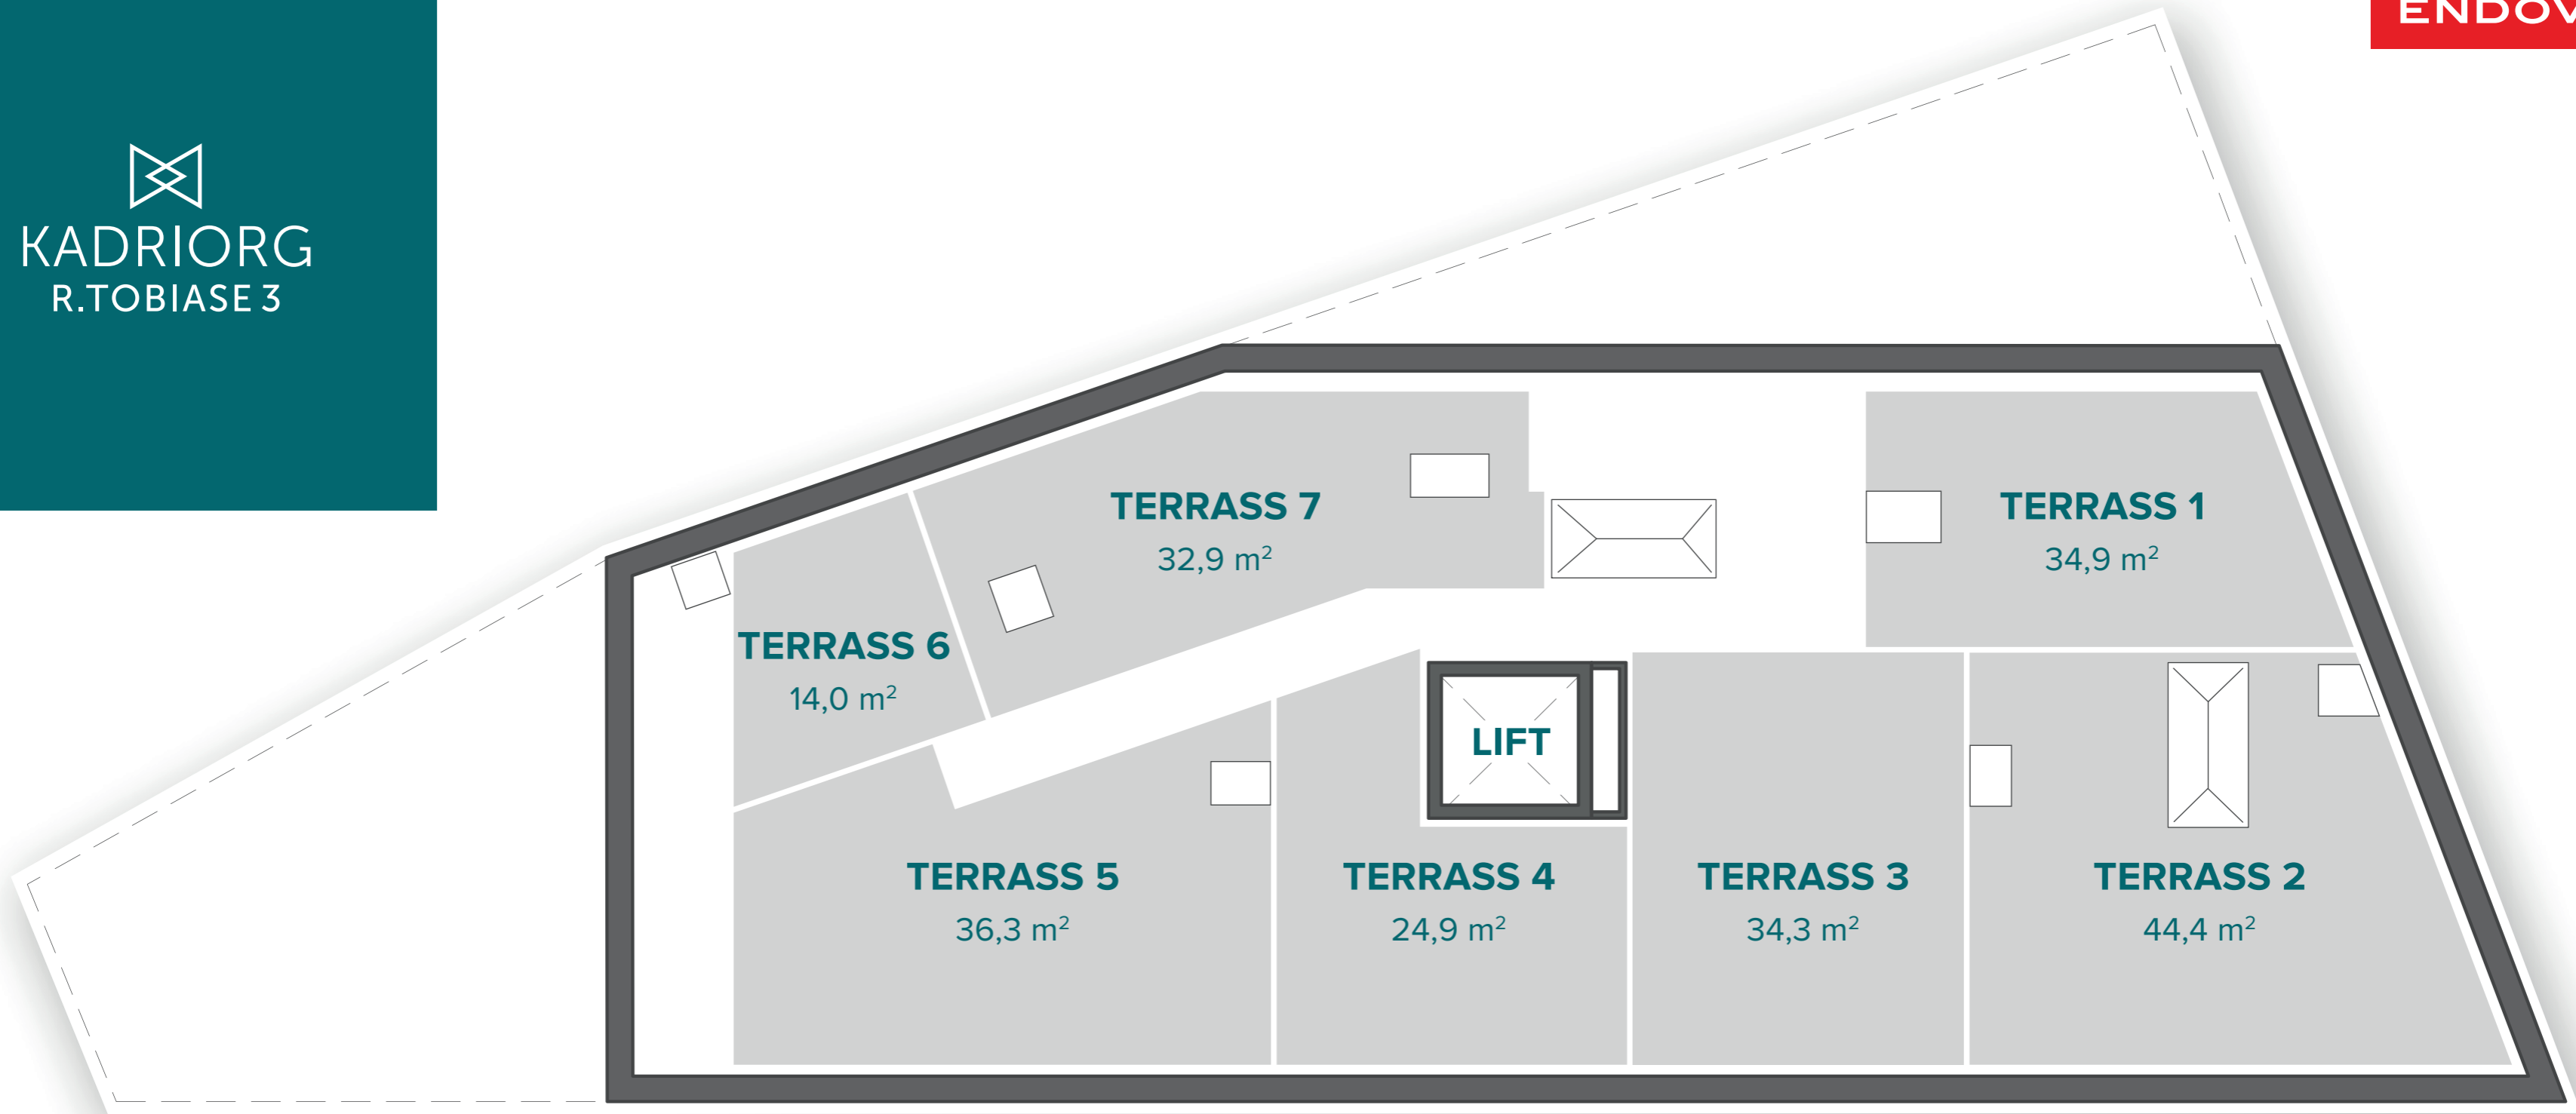 KADRIORG
R.TOBIASE 3
TERRASS 7
32,9 m²
TERRASS 1
34,9 m²
TERRASS 6
14,0 m²
LIFT
TERRASS 5
36,3 m²
TERRASS 4
24,9 m²
TERRASS 3
34,3 m²
TERRASS 2
44,4 m²